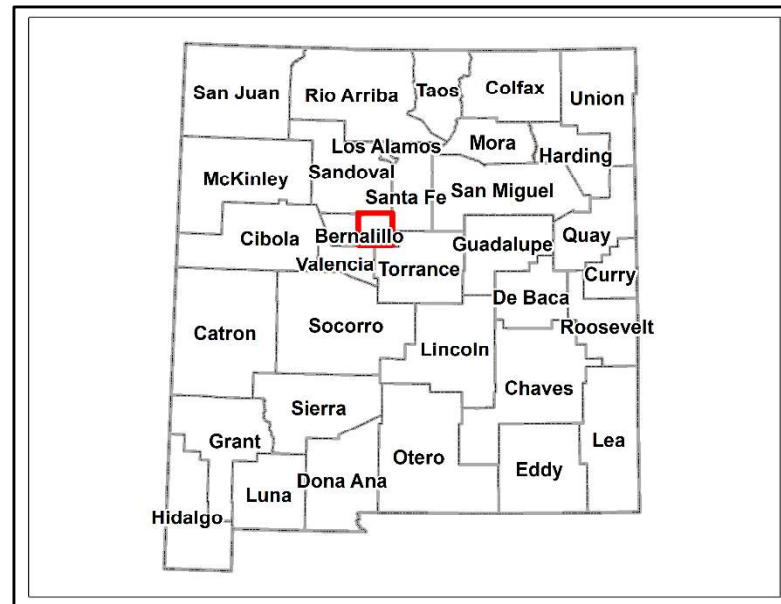 San Juan
Rio Arriba
Taos
Colfax
Union
Los Alamos
Mora
Harding
McKinley
Sandoval
Santa Fe
San Miguel
Cibola
Bernalillo
Guadalupe
Quay
Valencia
Torrance
Curry
De Baca
Catron
Socorro
Roosevelt
Lincoln
Chaves
Sierra
Grant
Otero
Lea
Eddy
Luna
Dona Ana
Hidalgo